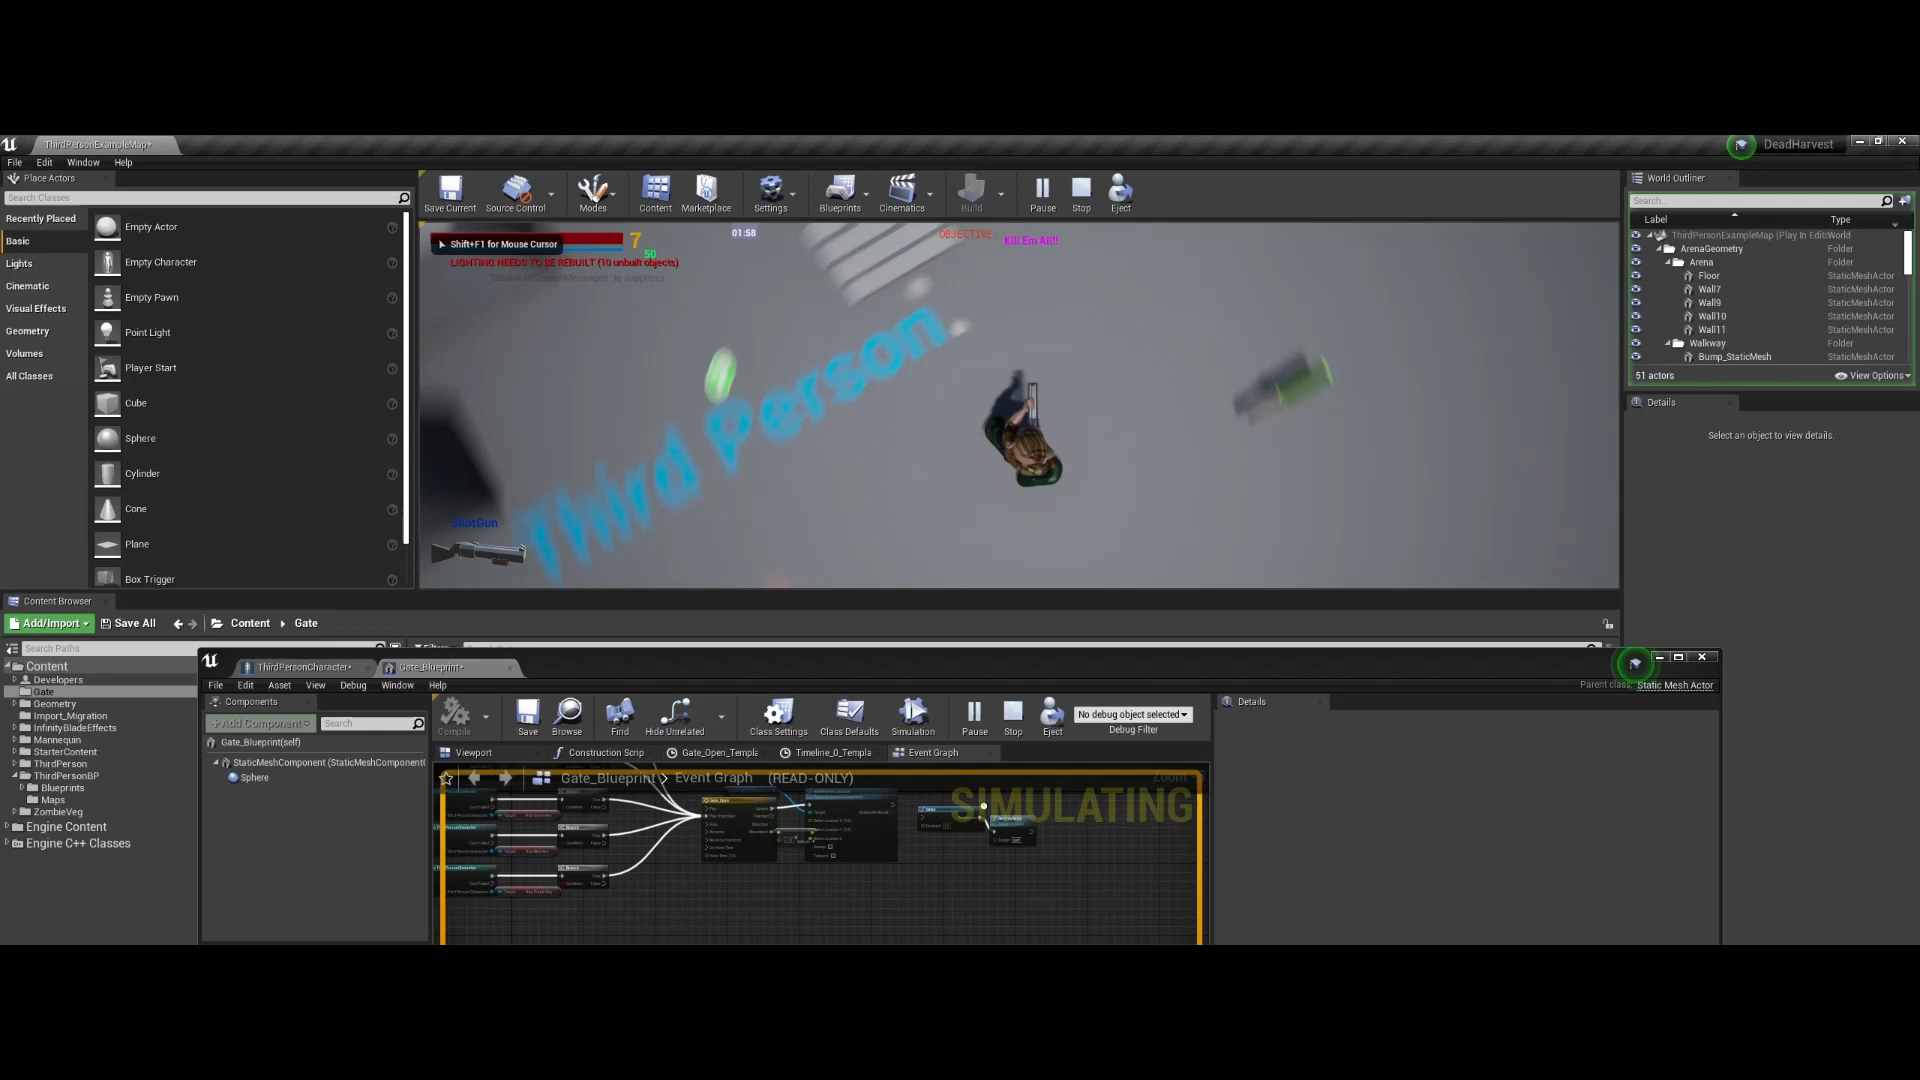 ThirdPersonExampleMap*
DeadHarvest
File Edit Window Help
Place Actors
World Outliner
Search Classes
Save Current Source Control Modes Content Marketplace Settings Blueprints Cinematics Build Pause Stop Eject
Search...
Label Type
Recently Placed
Basic
Lights
Cinematic
Visual Effects
Geometry
Volumes
All Classes
Empty Actor
Empty Character
Empty Pawn
Point Light
Player Start
Cube
Sphere
Cylinder
Cone
Plane
Box Trigger
Shift+F1 for Mouse Cursor
7
50
01:58
OBJECTIVE:
Kill Em All!!
LIGHTING NEEDS TO BE REBUILT (10 unbuilt objects)
'DisableAllScreenMessages' to suppress
Third Person
ShotGun
ThirdPersonExampleMap (Play In Edito World
ArenaGeometry Folder
Arena Folder
Floor StaticMeshActor
Wall7 StaticMeshActor
Wall9 StaticMeshActor
Wall10 StaticMeshActor
Wall11 StaticMeshActor
Walkway Folder
Bump_StaticMesh StaticMeshActor
51 actors View Options
Details
Select an object to view details.
Content Browser
Add/Import Save All Content Gate
Search Paths
Content
Developers
Gate
Geometry
Import_Migration
InfinityBladeEffects
Mannequin
StarterContent
ThirdPerson
ThirdPersonBP
Blueprints
Maps
ZombieVeg
Engine Content
Engine C++ Classes
ThirdPersonCharacter* Gate_Blueprint*
File Edit Asset View Debug Window Help
Parent class: Static Mesh Actor
Components
Details
+Add Component Search
Gate_Blueprint(self)
StaticMeshComponent (StaticMeshComponent)
Sphere
Compile Save Browse Find Hide Unrelated Class Settings Class Defaults Simulation Pause Stop Eject
No debug object selected
Debug Filter
Viewport Construction Scrip Gate_Open_Templa Timeline_0_Templa Event Graph
Gate_Blueprint > Event Graph (READ-ONLY)
SIMULATING